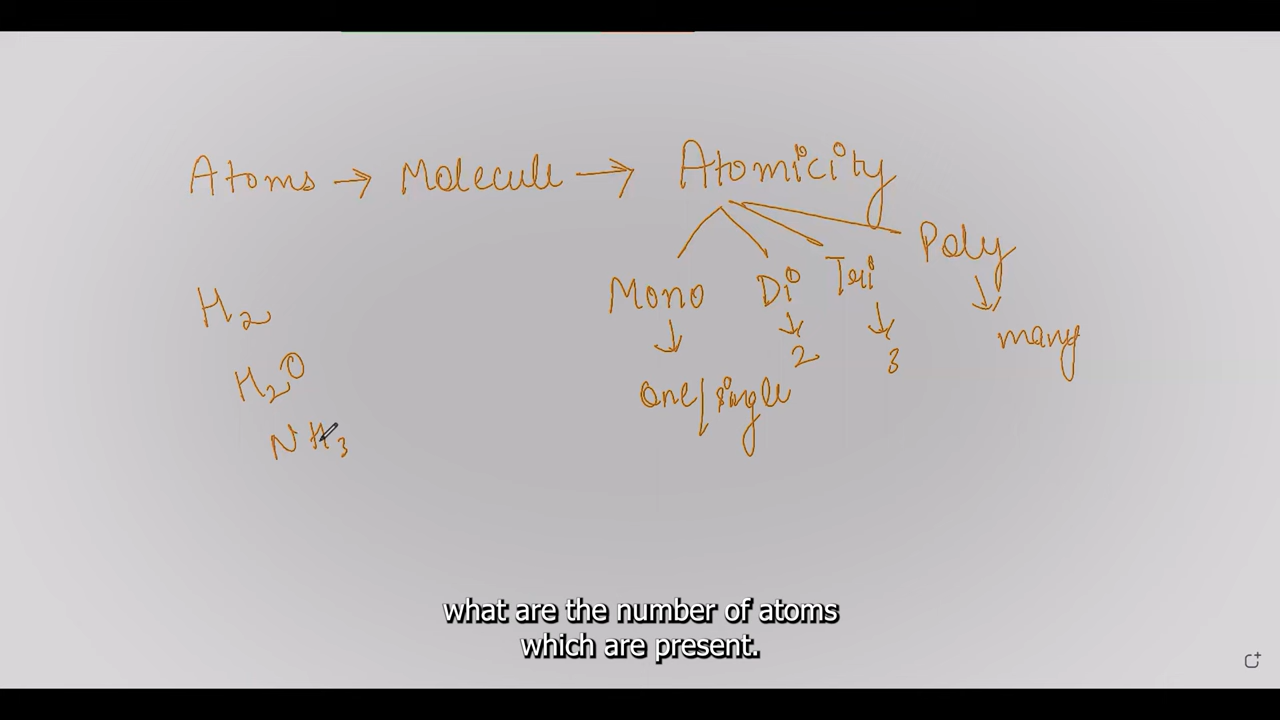 Atoms → Molecule → Atomicity
Poly
Mono Di Tri
many
2 3
One/single
H2
H2O
NH3
what are the number of atoms
which are present.